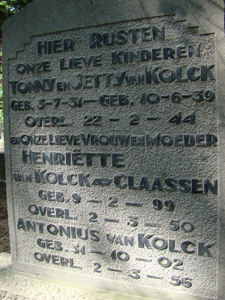 HIER RUSTEN
ONZE LIEVE KINDEREN
TONNY EN JETTY VAN KOLCK
GEB. 3-7-31 – GEB. 10-6-39
OVERL. 22-2-44
EN ONZE LIEVE VROUW EN MOEDER
HENRIËTTE
VAN KOLCK CLAASSEN
GEB. 9-2-99
OVERL. 2-3-50
ANTONIUS VAN KOLCK
GEB. 31-10-02
OVERL. 2-3-56